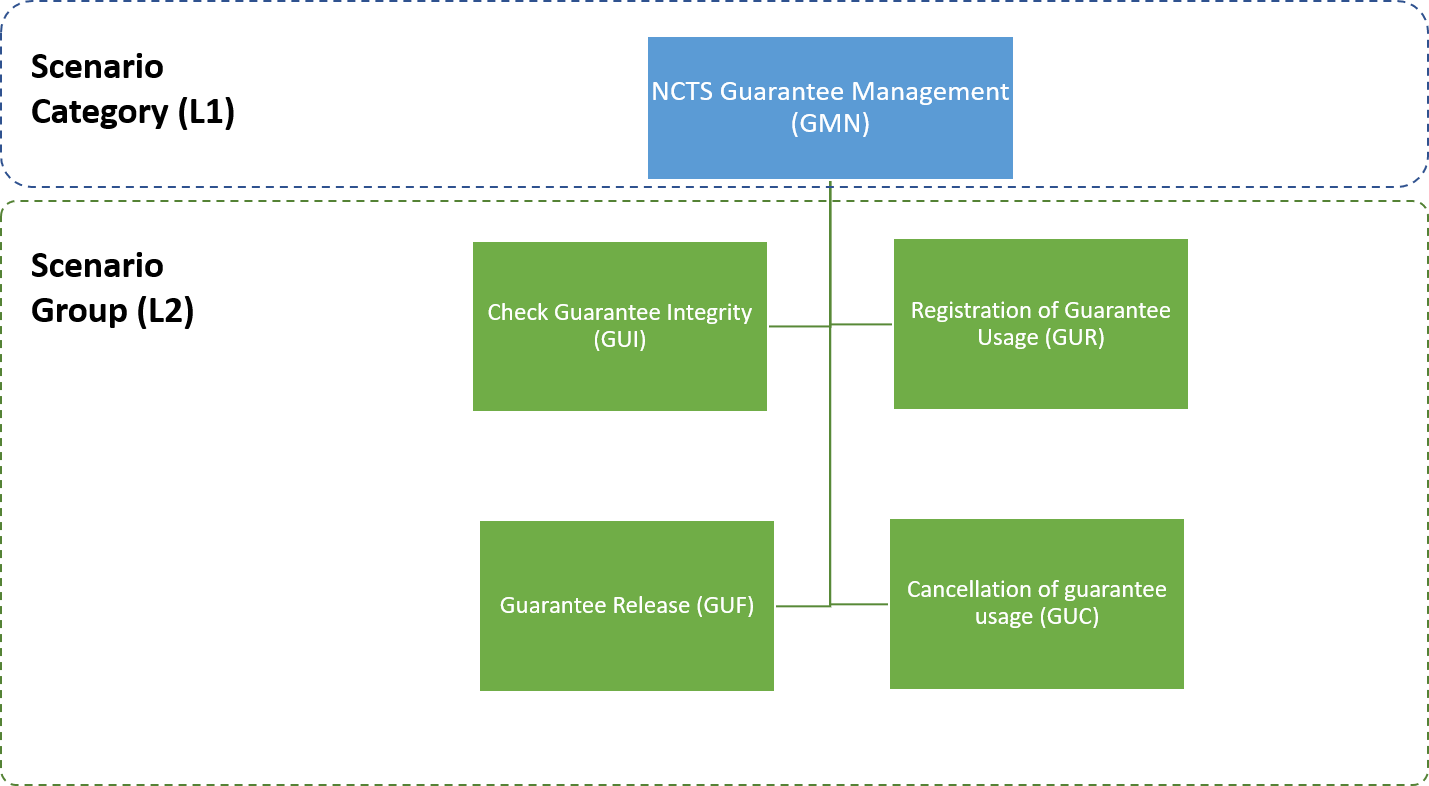 Scenario
Category (L1)
NCTS Guarantee Management
(GMN)
Scenario
Group (L2)
Check Guarantee Integrity
(GUI)
Registration of Guarantee
Usage (GUR)
Guarantee Release (GUF)
Cancellation of guarantee
usage (GUC)